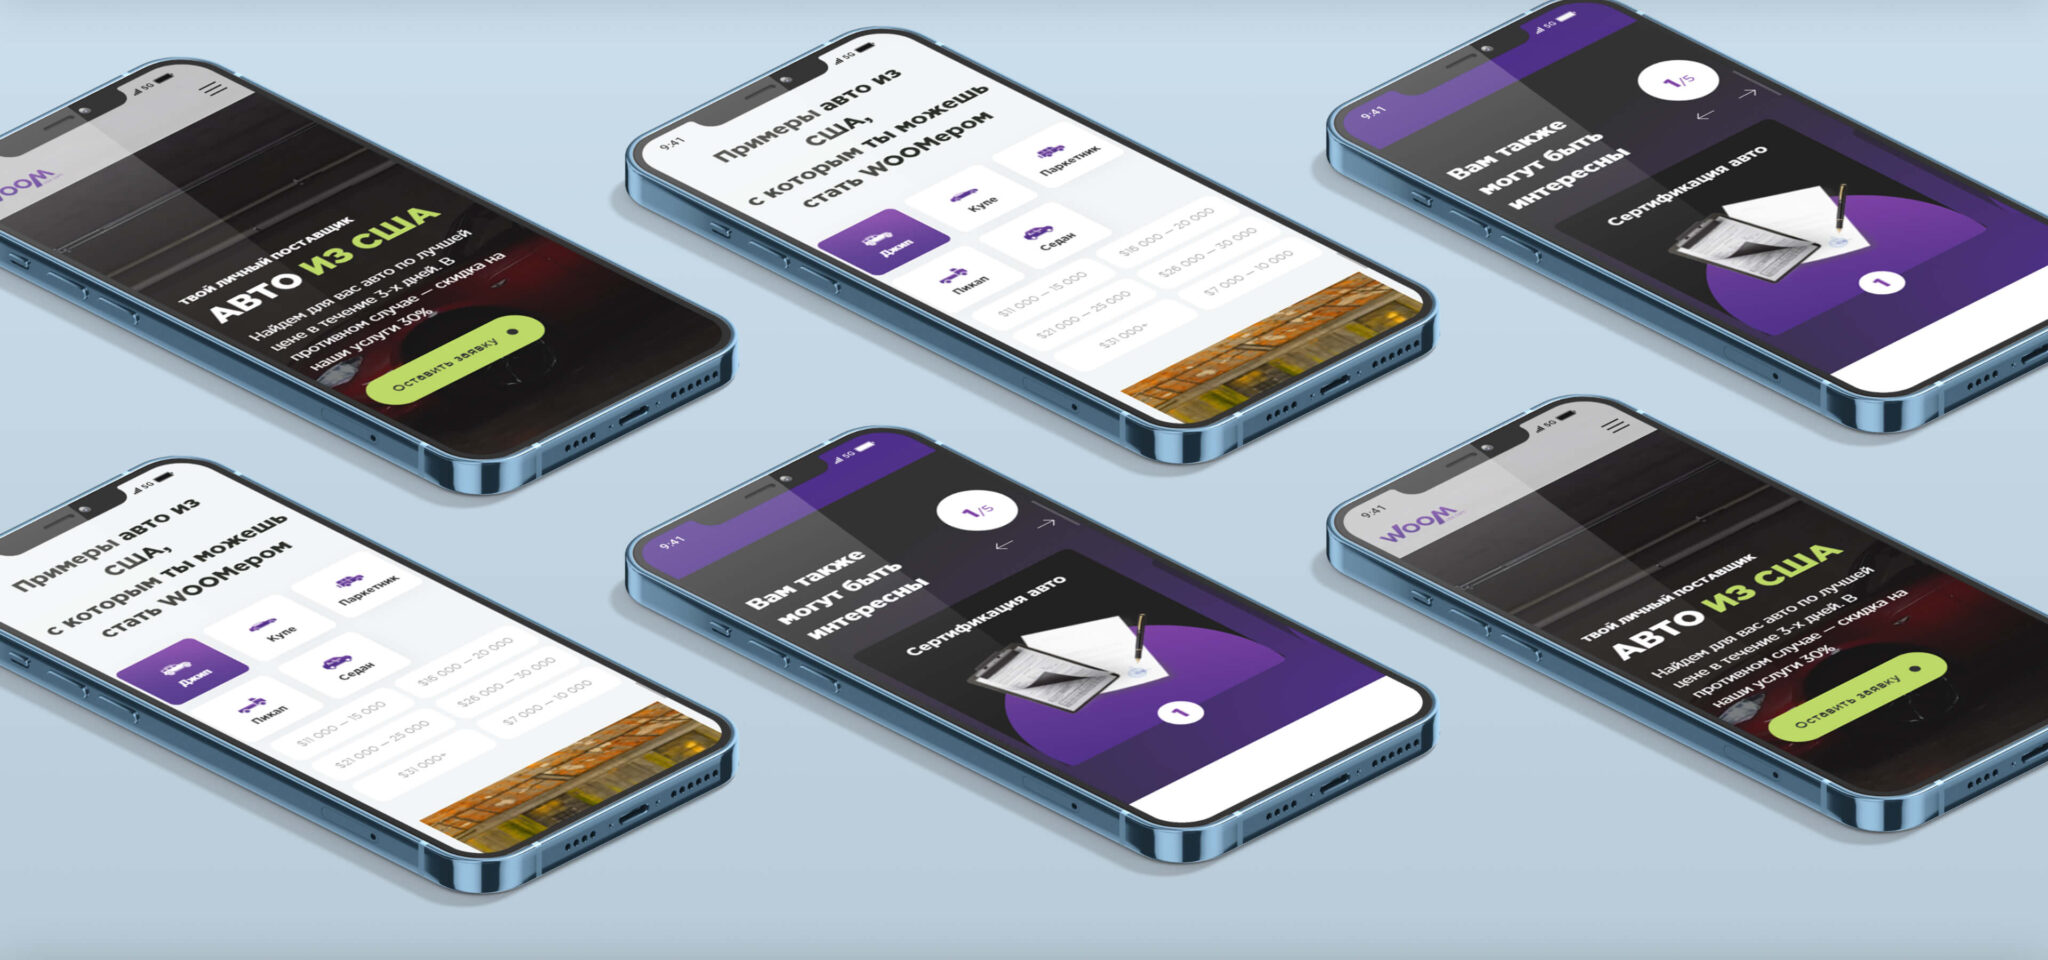 5G
WOOM
ТВОЙ ЛИЧНЫЙ ПОСТАВЩИК
АВТО ИЗ США
Найдем для вас авто по лучшей
цене в течение 3-х дней. В
противном случае — скидка на
наши услуги 30%
Оставить заявку
9:41
5G
Примеры авто из
США,
с которым ты можешь
стать WOOMером
Джип
Купе
Паркетник
Пикап
Седан
$11 000 — 15 000
$16 000 — 20 000
$21 000 — 25 000
$26 000 — 30 000
$31 000+
$7 000 — 10 000
9:41
5G
1/5
Вам также
могут быть
интересны
Сертификация авто
1
5G
Примеры авто из
США,
с которым ты можешь
стать WOOMером
Джип
Купе
Паркетник
Пикап
Седан
$11 000 — 15 000
$16 000 — 20 000
$21 000 — 25 000
$26 000 — 30 000
$31 000+
$7 000 — 10 000
9:41
5G
1/5
Вам также
могут быть
интересны
Сертификация авто
1
9:41
5G
WOOM
ТВОЙ ЛИЧНЫЙ ПОСТАВЩИК
АВТО ИЗ США
Найдем для вас авто по лучшей
цене в течение 3-х дней. В
противном случае — скидка на
наши услуги 30%
Оставить заявку